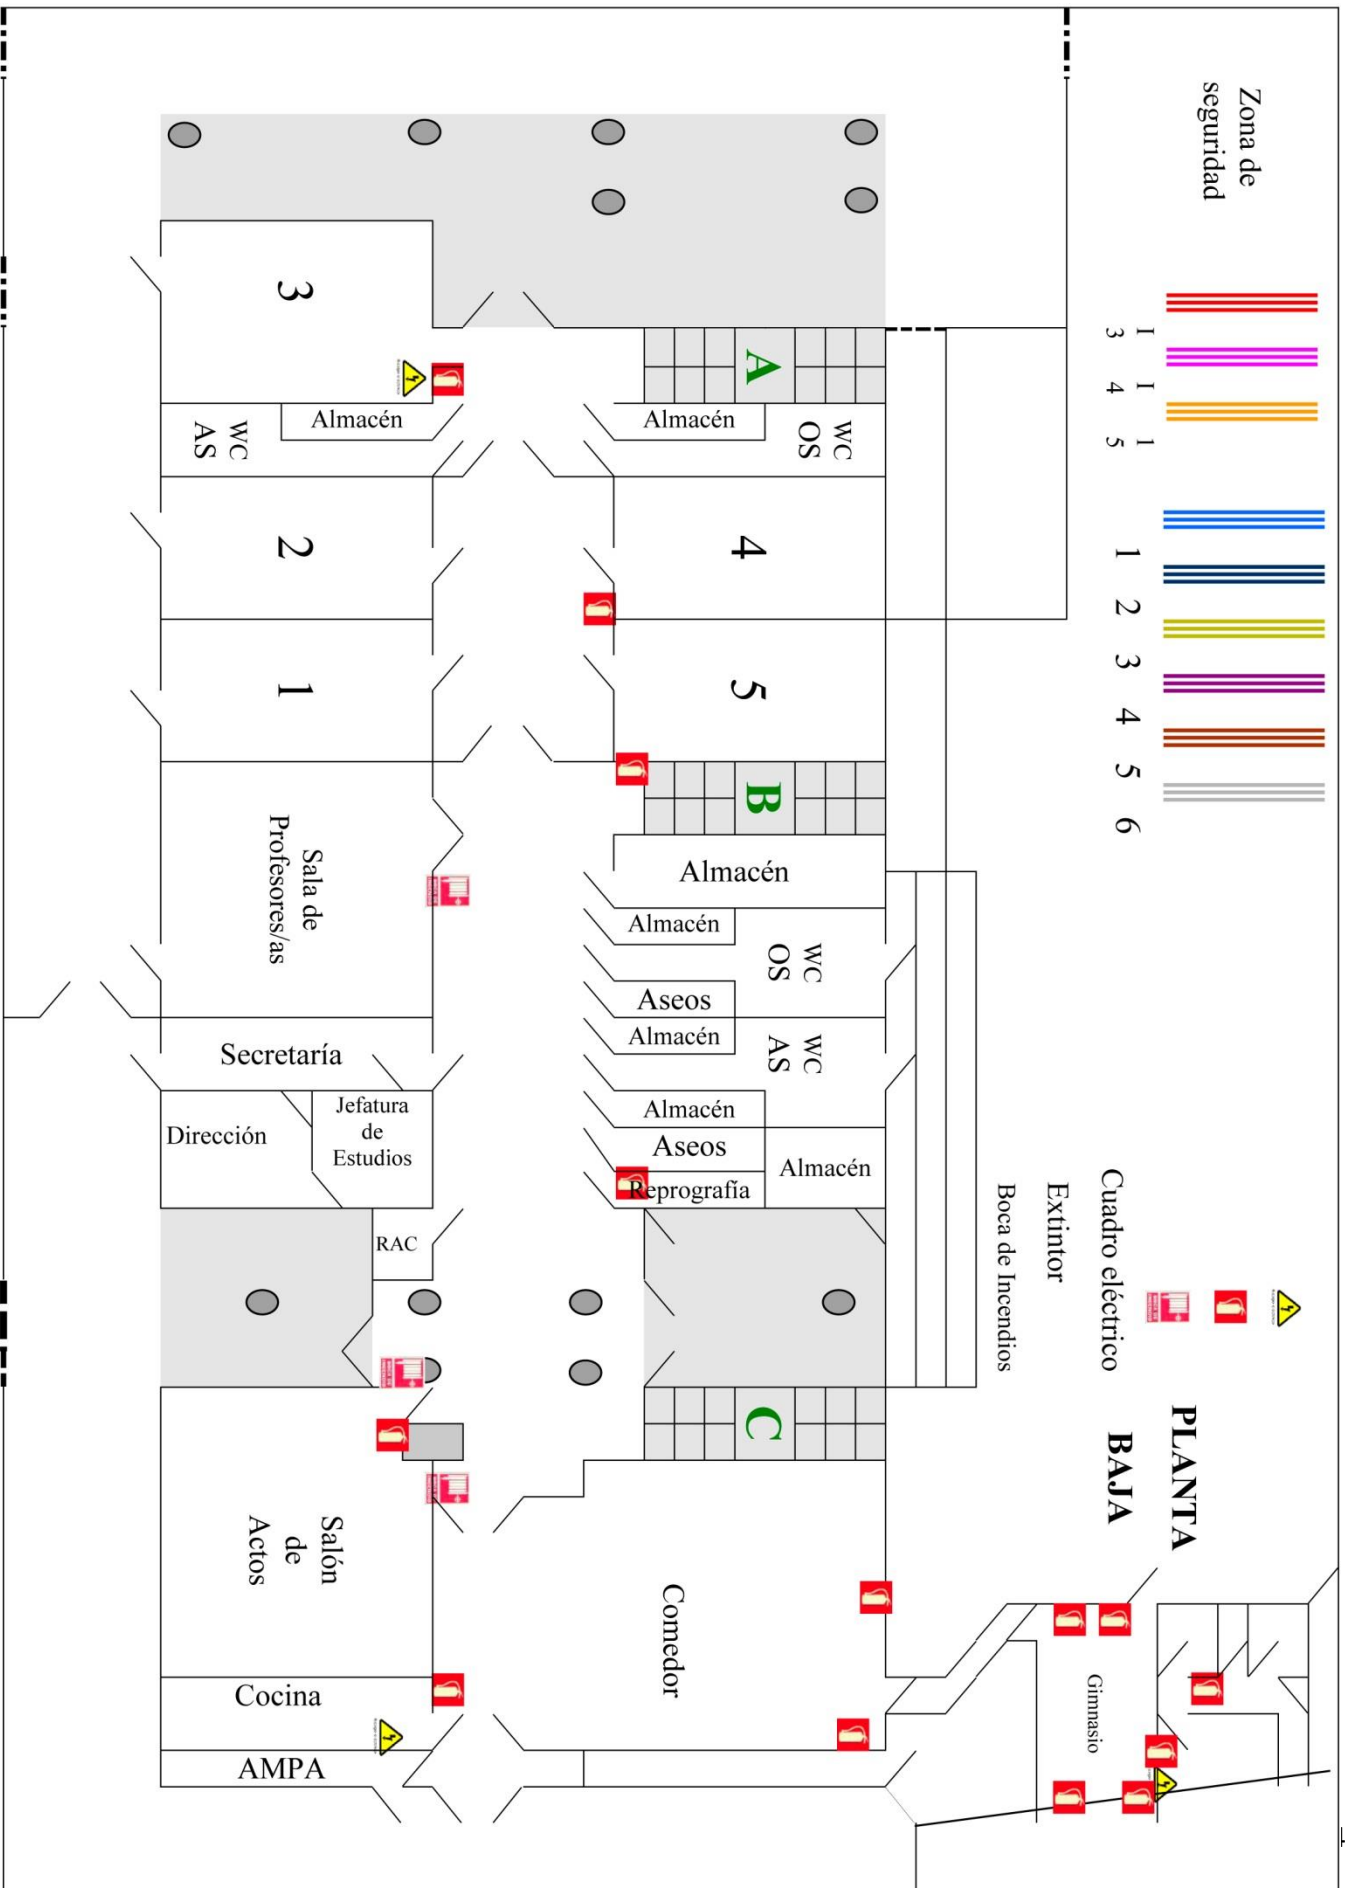 Zona de
seguridad
I
3
I
4
1
5
1
2
3
4
5
6
3
A
Almacén
WC
AS
Almacén
WC
OS
2
4
1
5
B
Sala de
Profesores/as
Almacén
Almacén
WC
OS
Aseos
Almacén
WC
AS
Secretaría
Almacén
Dirección
Jefatura
de
Estudios
Aseos
Almacén
Reprografía
RAC
Cuadro eléctrico
Extintor
Boca de Incendios
PLANTA
BAJA
C
Salón
de
Actos
Comedor
Gimnasio
Cocina
AMPA